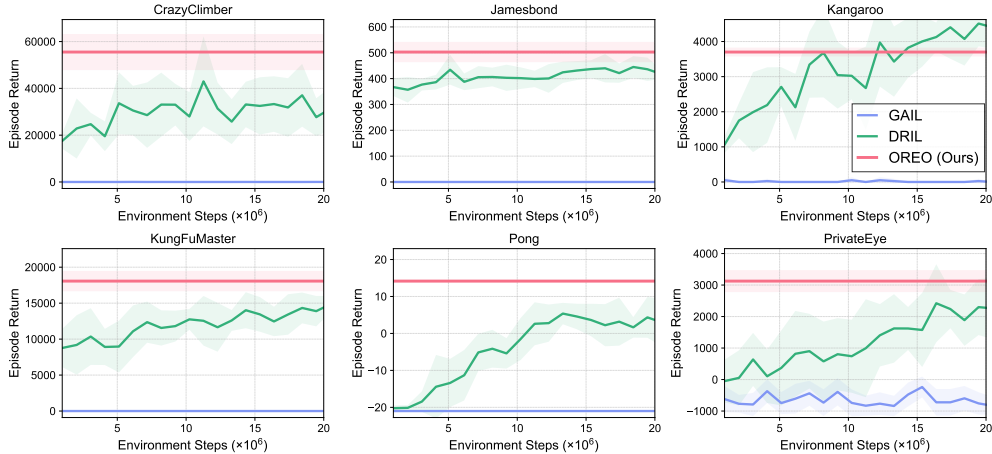 CrazyClimber
Episode Return
60000
40000
20000
0
5
10
15
20
Environment Steps (×10⁶)
Jamesbond
Episode Return
600
500
400
300
200
100
0
5
10
15
20
Environment Steps (×10⁶)
Kangaroo
Episode Return
4000
3000
2000
1000
0
GAIL
DRIL
OREO (Ours)
5
10
15
20
Environment Steps (×10⁶)
KungFuMaster
Episode Return
20000
15000
10000
5000
0
5
10
15
20
Environment Steps (×10⁶)
Pong
Episode Return
20
10
0
−10
−20
5
10
15
20
Environment Steps (×10⁶)
PrivateEye
Episode Return
4000
3000
2000
1000
0
−1000
5
10
15
20
Environment Steps (×10⁶)